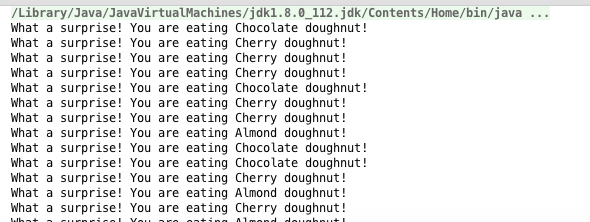 /Library/Java/JavaVirtualMachines/jdk1.8.0_112.jdk/Contents/Home/bin/java ...
What a surprise! You are eating Chocolate doughnut!
What a surprise! You are eating Cherry doughnut!
What a surprise! You are eating Cherry doughnut!
What a surprise! You are eating Cherry doughnut!
What a surprise! You are eating Chocolate doughnut!
What a surprise! You are eating Cherry doughnut!
What a surprise! You are eating Cherry doughnut!
What a surprise! You are eating Almond doughnut!
What a surprise! You are eating Chocolate doughnut!
What a surprise! You are eating Chocolate doughnut!
What a surprise! You are eating Cherry doughnut!
What a surprise! You are eating Almond doughnut!
What a surprise! You are eating Cherry doughnut!
What a surprise! You are eating Almond doughnut!